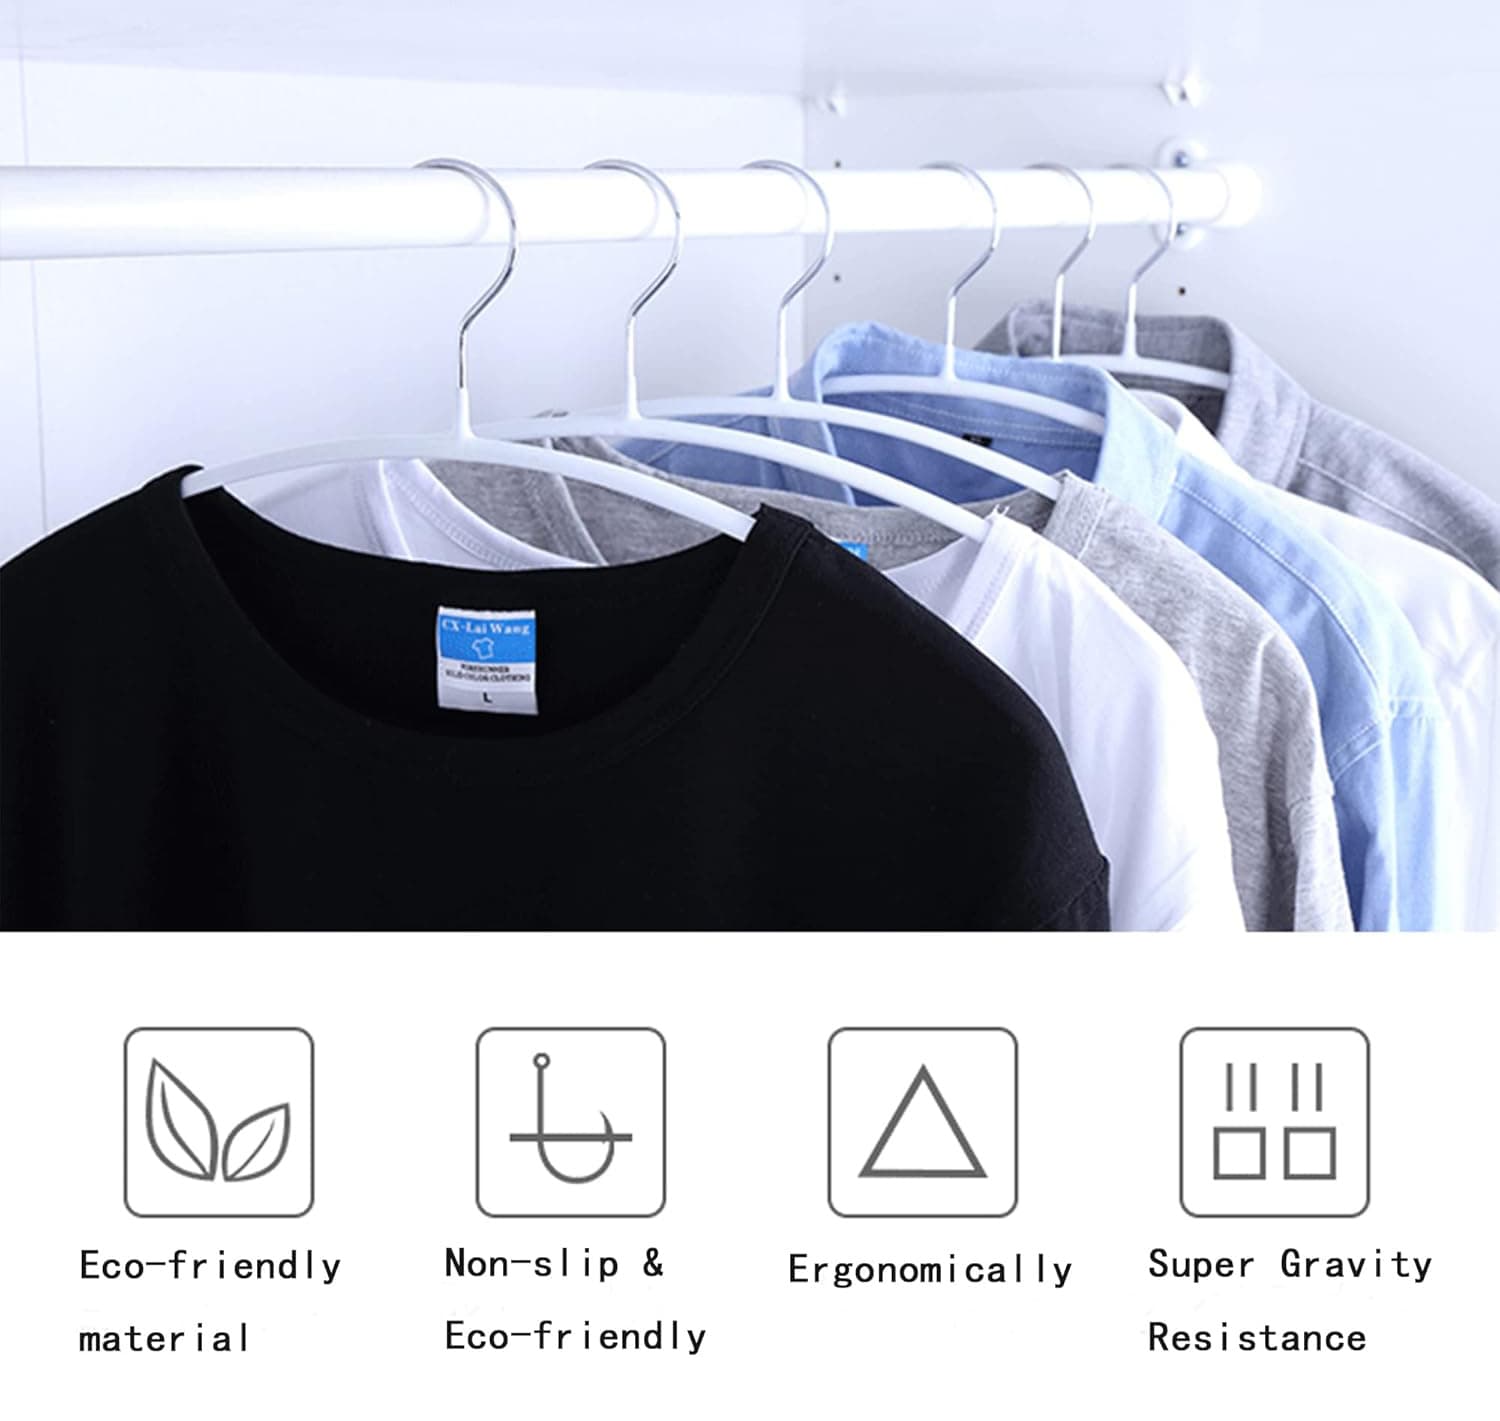 CX-Lai Wang
L
Eco-friendly
material
Non-slip &
Eco-friendly
Ergonomically
Super Gravity
Resistance